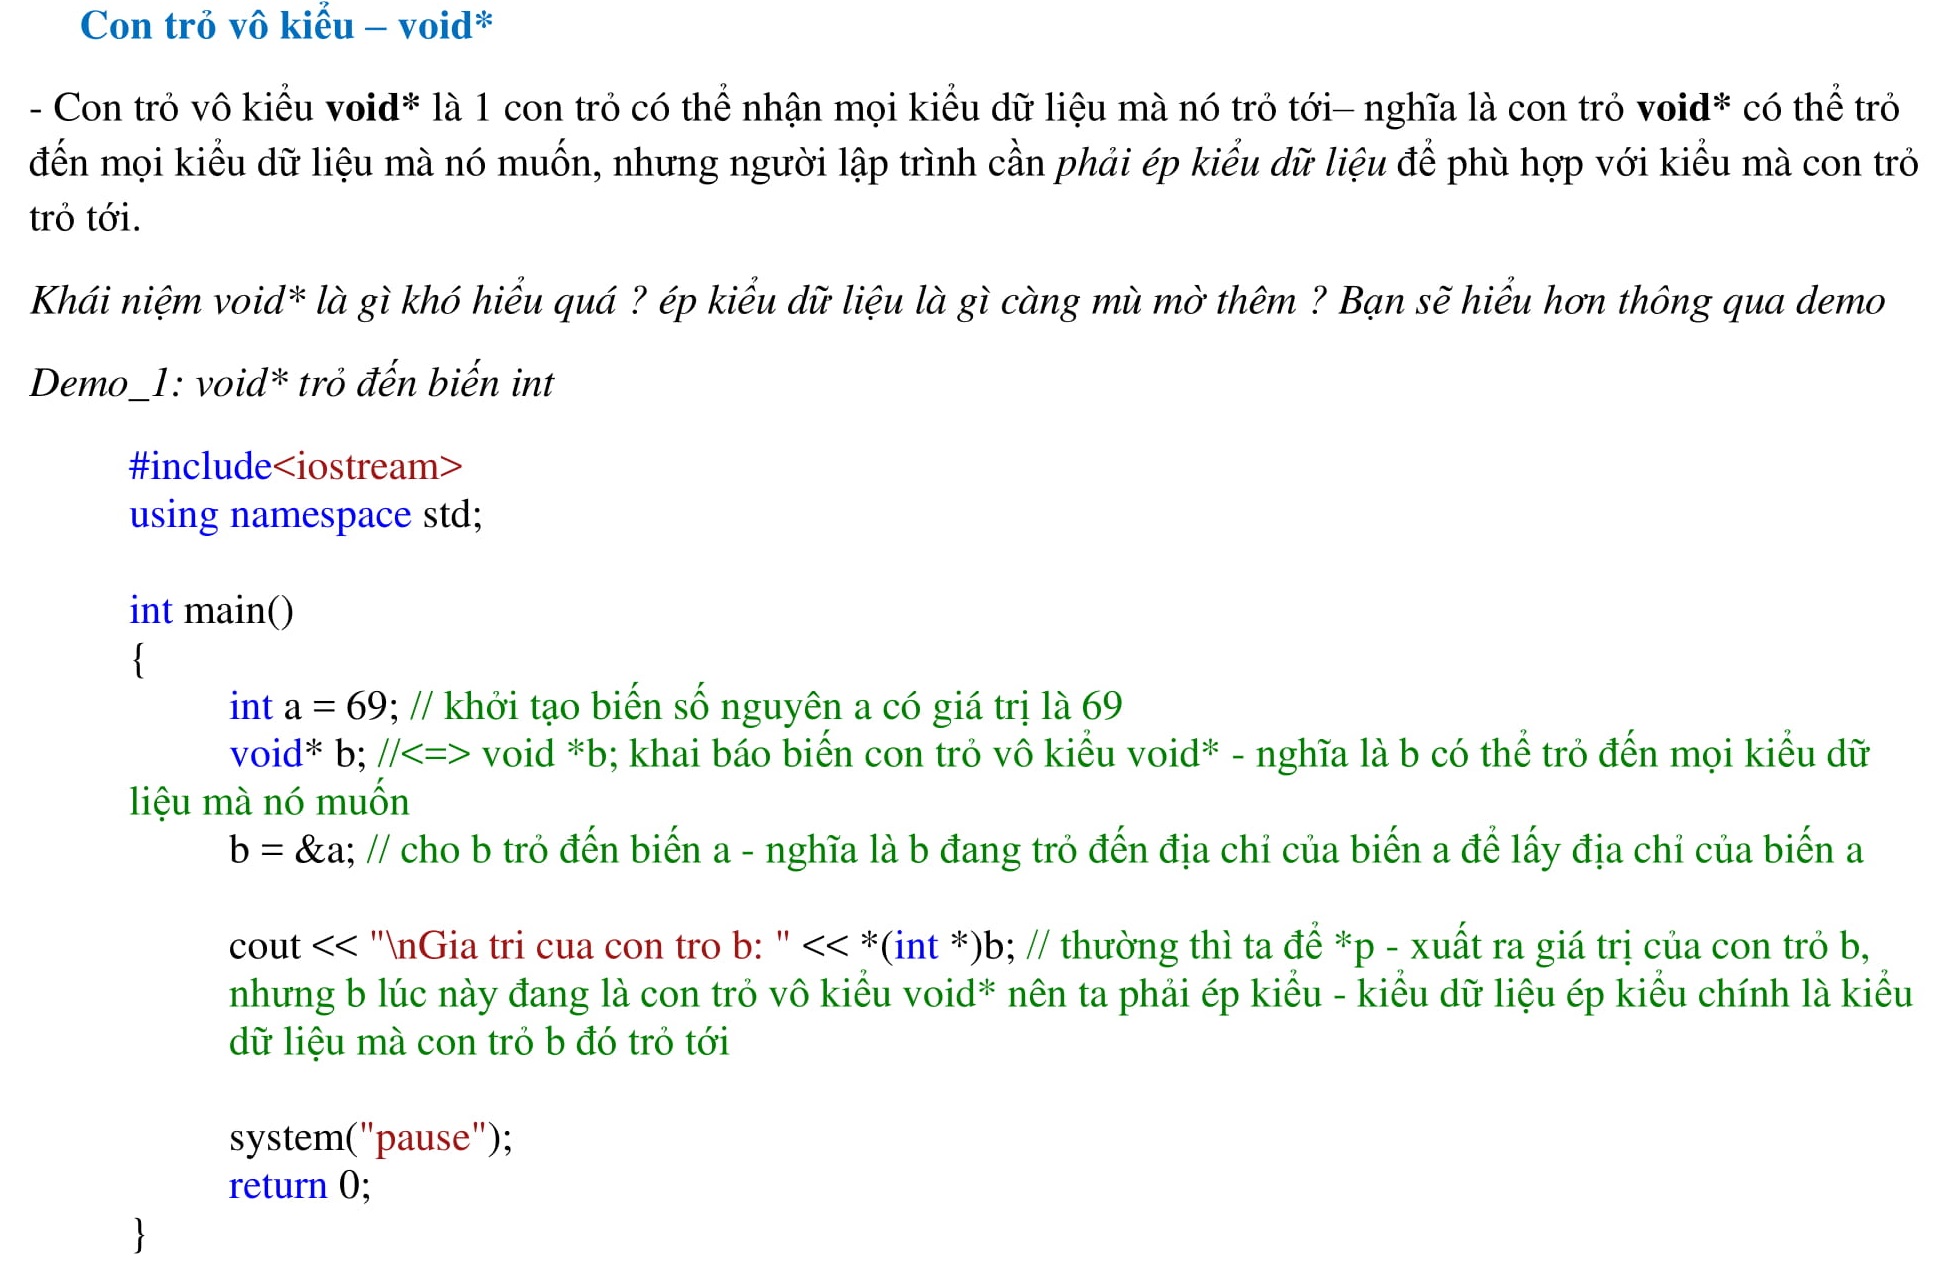 Con trỏ vô kiểu – void*
- Con trỏ vô kiểu void* là 1 con trỏ có thể nhận mọi kiểu dữ liệu mà nó trỏ tới– nghĩa là con trỏ void* có thể trỏ
đến mọi kiểu dữ liệu mà nó muốn, nhưng người lập trình cần phải ép kiểu dữ liệu để phù hợp với kiểu mà con trỏ
trỏ tới.
Khái niệm void* là gì khó hiểu quá ? ép kiểu dữ liệu là gì càng mù mờ thêm ? Bạn sẽ hiểu hơn thông qua demo
Demo_1: void* trỏ đến biến int
#include<iostream>
using namespace std;
int main()
{
int a = 69; // khởi tạo biến số nguyên a có giá trị là 69
void* b; //<=> void *b; khai báo biến con trỏ vô kiểu void* - nghĩa là b có thể trỏ đến mọi kiểu dữ
liệu mà nó muốn
b = &a; // cho b trỏ đến biến a - nghĩa là b đang trỏ đến địa chỉ của biến a để lấy địa chỉ của biến a
cout << "\nGia tri cua con tro b: " << *(int *)b; // thường thì ta để *p - xuất ra giá trị của con trỏ b,
nhưng b lúc này đang là con trỏ vô kiểu void* nên ta phải ép kiểu - kiểu dữ liệu ép kiểu chính là kiểu
dữ liệu mà con trỏ b đó trỏ tới
system("pause");
return 0;
}